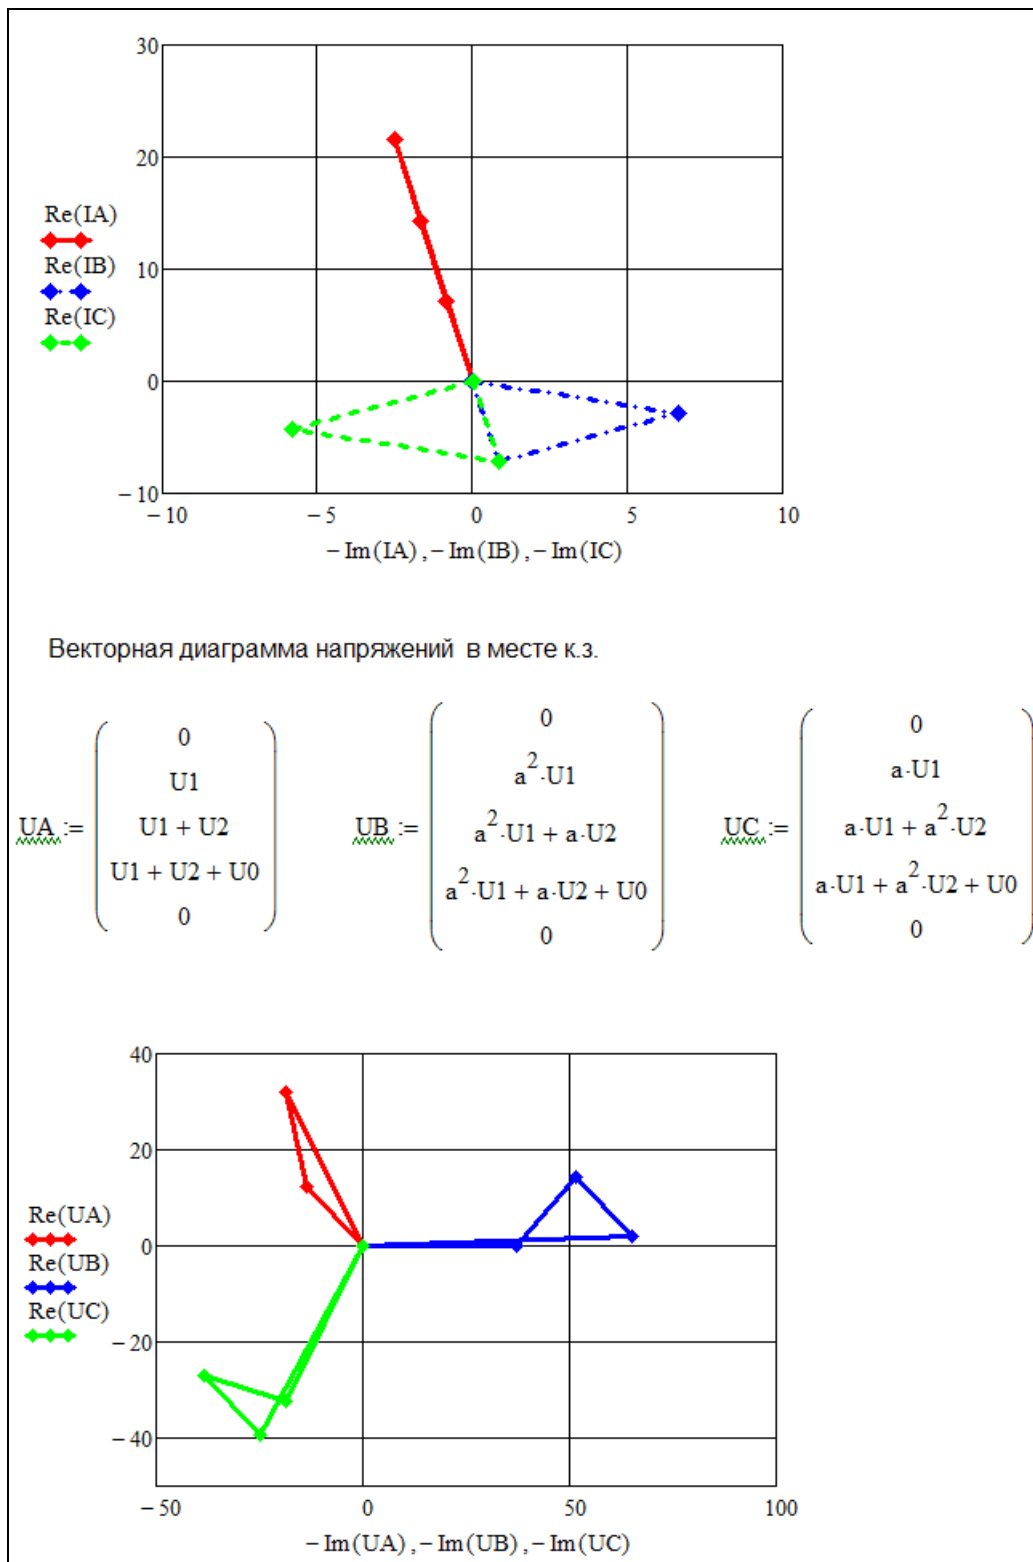 30
20
10
0
−10
Re(IA)
Re(IB)
Re(IC)
−10 −5 0 5 10
−Im(IA) , −Im(IB) , −Im(IC)
Векторная диаграмма напряжений в месте к.з.
UA :=
0
U1
U1 + U2
U1 + U2 + U0
0
UB :=
0
a²·U1
a²·U1 + a·U2
a²·U1 + a·U2 + U0
0
UC :=
0
a·U1
a·U1 + a²·U2
a·U1 + a²·U2 + U0
0
40
20
0
−20
−40
Re(UA)
Re(UB)
Re(UC)
−50 0 50 100
−Im(UA) , −Im(UB) , −Im(UC)